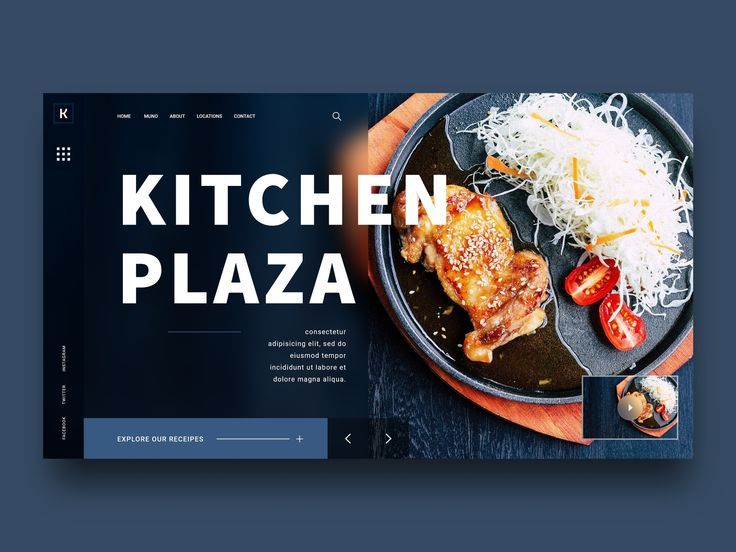 K
HOME MUNO ABOUT LOCATIONS CONTACT
KITCHEN
PLAZA
consectetur
adipisicing elit, sed do
eiusmod tempor
incididunt ut labore et
dolore magna aliqua.
INSTAGRAM
TWITTER
FACEBOOK
EXPLORE OUR RECEIPES